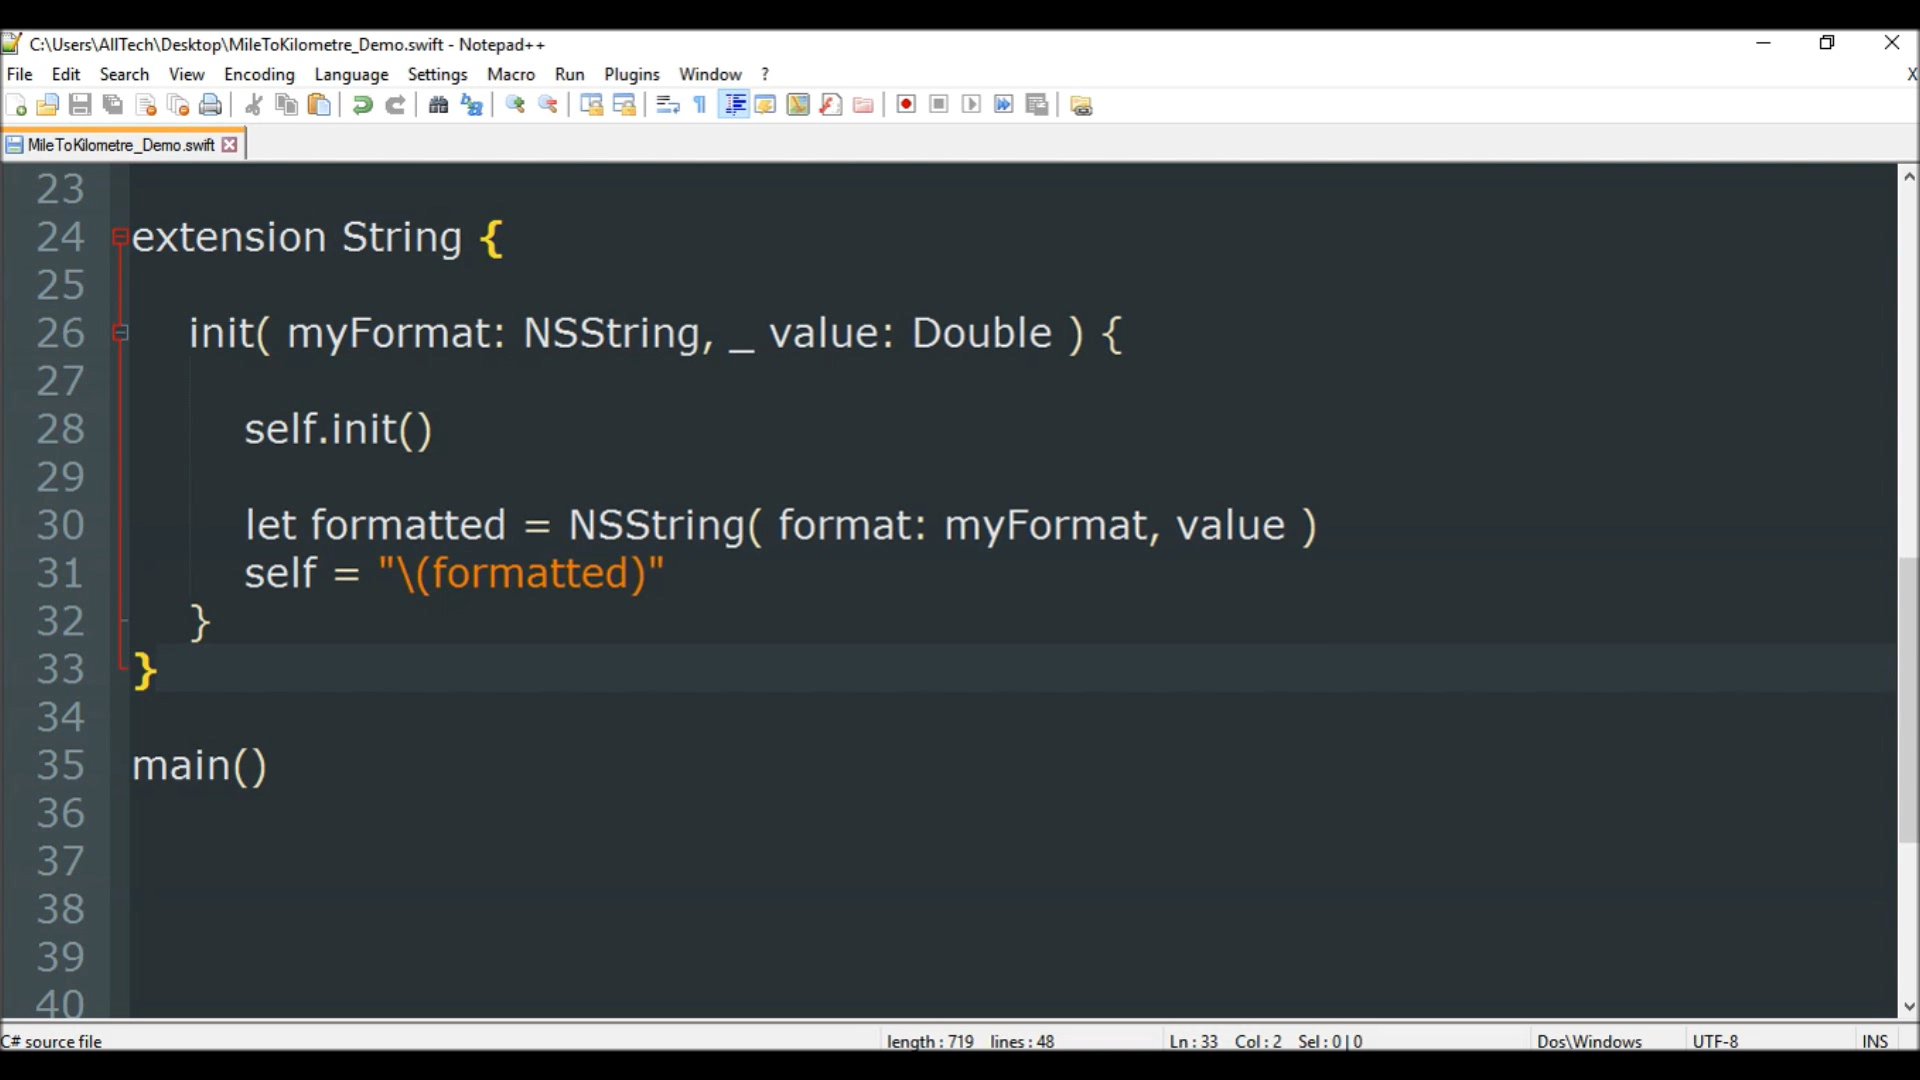 C:\Users\AllTech\Desktop\MileToKilometre_Demo.swift - Notepad++
File Edit Search View Encoding Language Settings Macro Run Plugins Window ? X
MileToKilometre_Demo.swift
23
24 extension String {
25
26 init( myFormat: NSString, _ value: Double ) {
27
28 self.init()
29
30 let formatted = NSString( format: myFormat, value )
31 self = "\(formatted)"
32 }
33 }
34
35 main()
36
37
38
39
40
C# source file length : 719 lines : 48 Ln : 33 Col : 2 Sel : 0 | 0 Dos\Windows UTF-8 INS